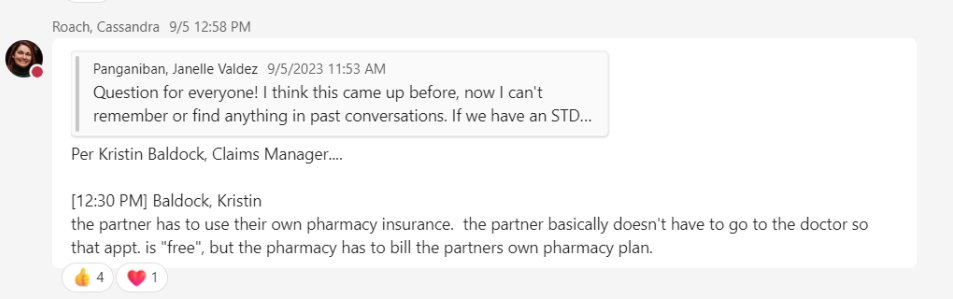 Roach, Cassandra 9/5 12:58 PM
Panganiban, Janelle Valdez 9/5/2023 11:53 AM
Question for everyone! I think this came up before, now I can't
remember or find anything in past conversations. If we have an STD...
Per Kristin Baldock, Claims Manager....
[12:30 PM] Baldock, Kristin
the partner has to use their own pharmacy insurance.  the partner basically doesn't have to go to the doctor so
that appt. is "free", but the pharmacy has to bill the partners own pharmacy plan.
👍 4 ❤️ 1